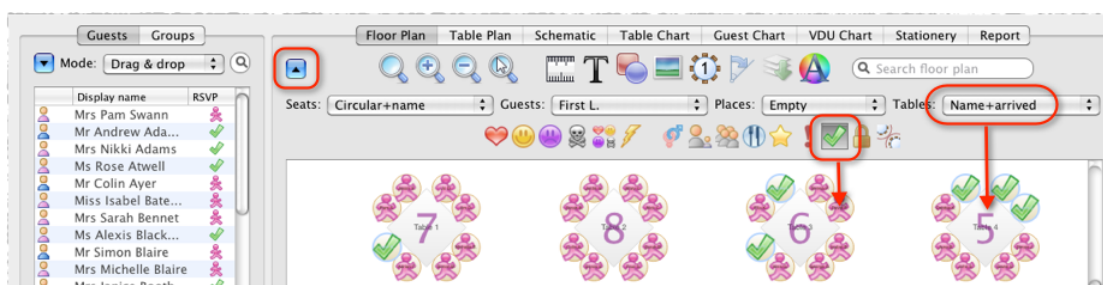 Guests Groups
Floor Plan Table Plan Schematic Table Chart Guest Chart VDU Chart Stationery Report
Mode: Drag & drop
T 1 A Search floor plan
Display name RSVP
Seats: Circular+name Guests: First L. Places: Empty Tables: Name+arrived
Mrs Pam Swann
Mr Andrew Ada...
Mrs Nikki Adams
Ms Rose Atwell
Mr Colin Ayer
Miss Isabel Bate...
Mrs Sarah Bennet
Ms Alexis Black...
Mr Simon Blaire
Mrs Michelle Blaire
7 Table 1
8 Table 2
6 Table 3
5 Table 4